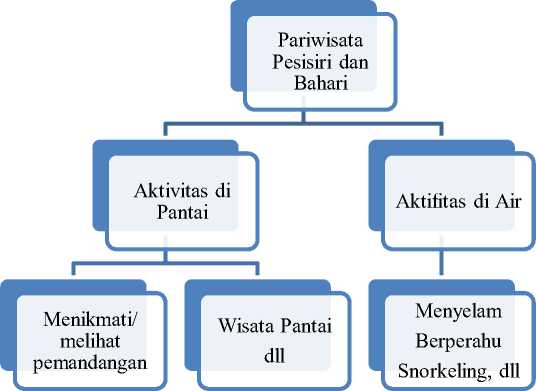 Pariwisata
Pesisiri dan
Bahari
Aktivitas di
Pantai
Aktifitas di Air
Menikmati/
melihat
pemandangan
Wisata Pantai
dll
Menyelam
Berperahu
Snorkeling, dll